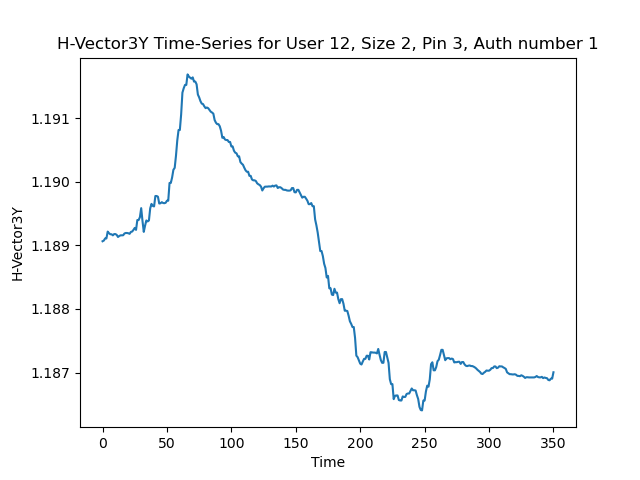 H-Vector3Y Time-Series for User 12, Size 2, Pin 3, Auth number 1
1.191
1.190
1.189
1.188
1.187
H-Vector3Y
0 50 100 150 200 250 300 350
Time